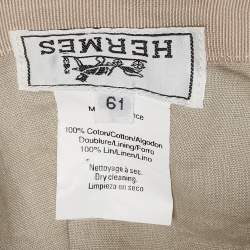 HERMES
61
100% Coton/Cotton/Algodon
Doublure/Lining/Forro
100% Lin/Linen/Lino
Nettoyage a sec
Dry cleaning.
Limpieza en seco